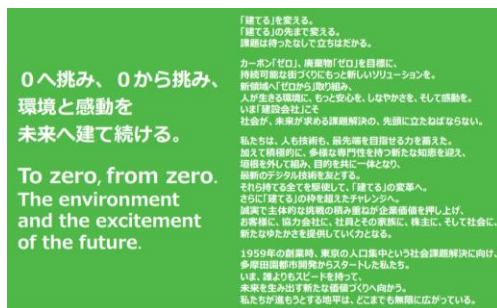 ０へ挑み、０から挑み、
環境と感動を
未来へ建て続ける。
To zero, from zero.
The environment
and the excitement
of the future.
「建てる」を変える。
「建てる」の先まで変える。
課題は待ったなしで立ちはだかる。
カーボン「ゼロ」、廃棄物「ゼロ」を目標に、
持続可能な街づくりにもっと新しいソリューションを。
新領域へ「ゼロから」取り組み、
人が生きる環境に、もっと安心を、しなやかさを、そして感動を。
いま「建設会社」こそ
社会が、未来が求める課題解決の、先頭に立たねばならない。
私たちは、人も技術も、最先端を目指せる力を蓄えた。
加えて積極的に、多様な専門性を持つ新たな知恵を迎え、
垣根を外して組み、目的を共に一体となり、
最新のデジタル技術を友とする。
それら持てる全てを駆使して、「建てる」の変革へ。
さらに「建てる」の枠を超えたチャレンジへ。
誠実で主体的な挑戦の積み重ねが企業価値を押し上げ、
お客様に、協力会社に、社員とその家族に、株主に、そして社会に、
新たなゆたかさを提供していく力となる。
1959年の創業時、東京の人口集中という社会課題解決に向け、
多摩田園都市開発からスタートした私たち。
いま、誰よりもスピードを持って、
未来を生み出す新たな価値づくりへ向かう。
私たちが進もうとする地平は、どこまでも無限に広がっている。